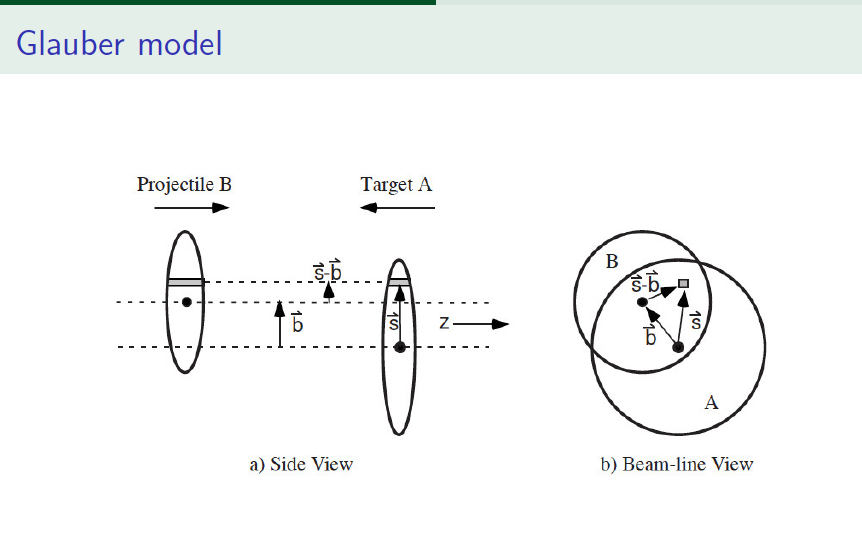 Glauber model
Projectile B
Target A
s⃗-b⃗
b⃗
s⃗
z
a) Side View
B
s⃗-b⃗
b⃗
s⃗
A
b) Beam-line View